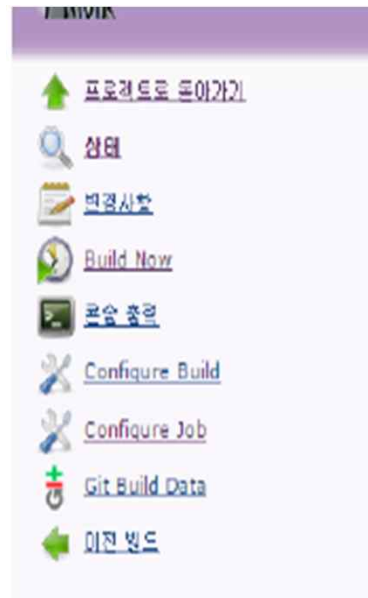 프로젝트로 돌아가기
상태
변경사항
Build Now
콘솔 출력
Configure Build
Configure Job
Git Build Data
이전 빌드